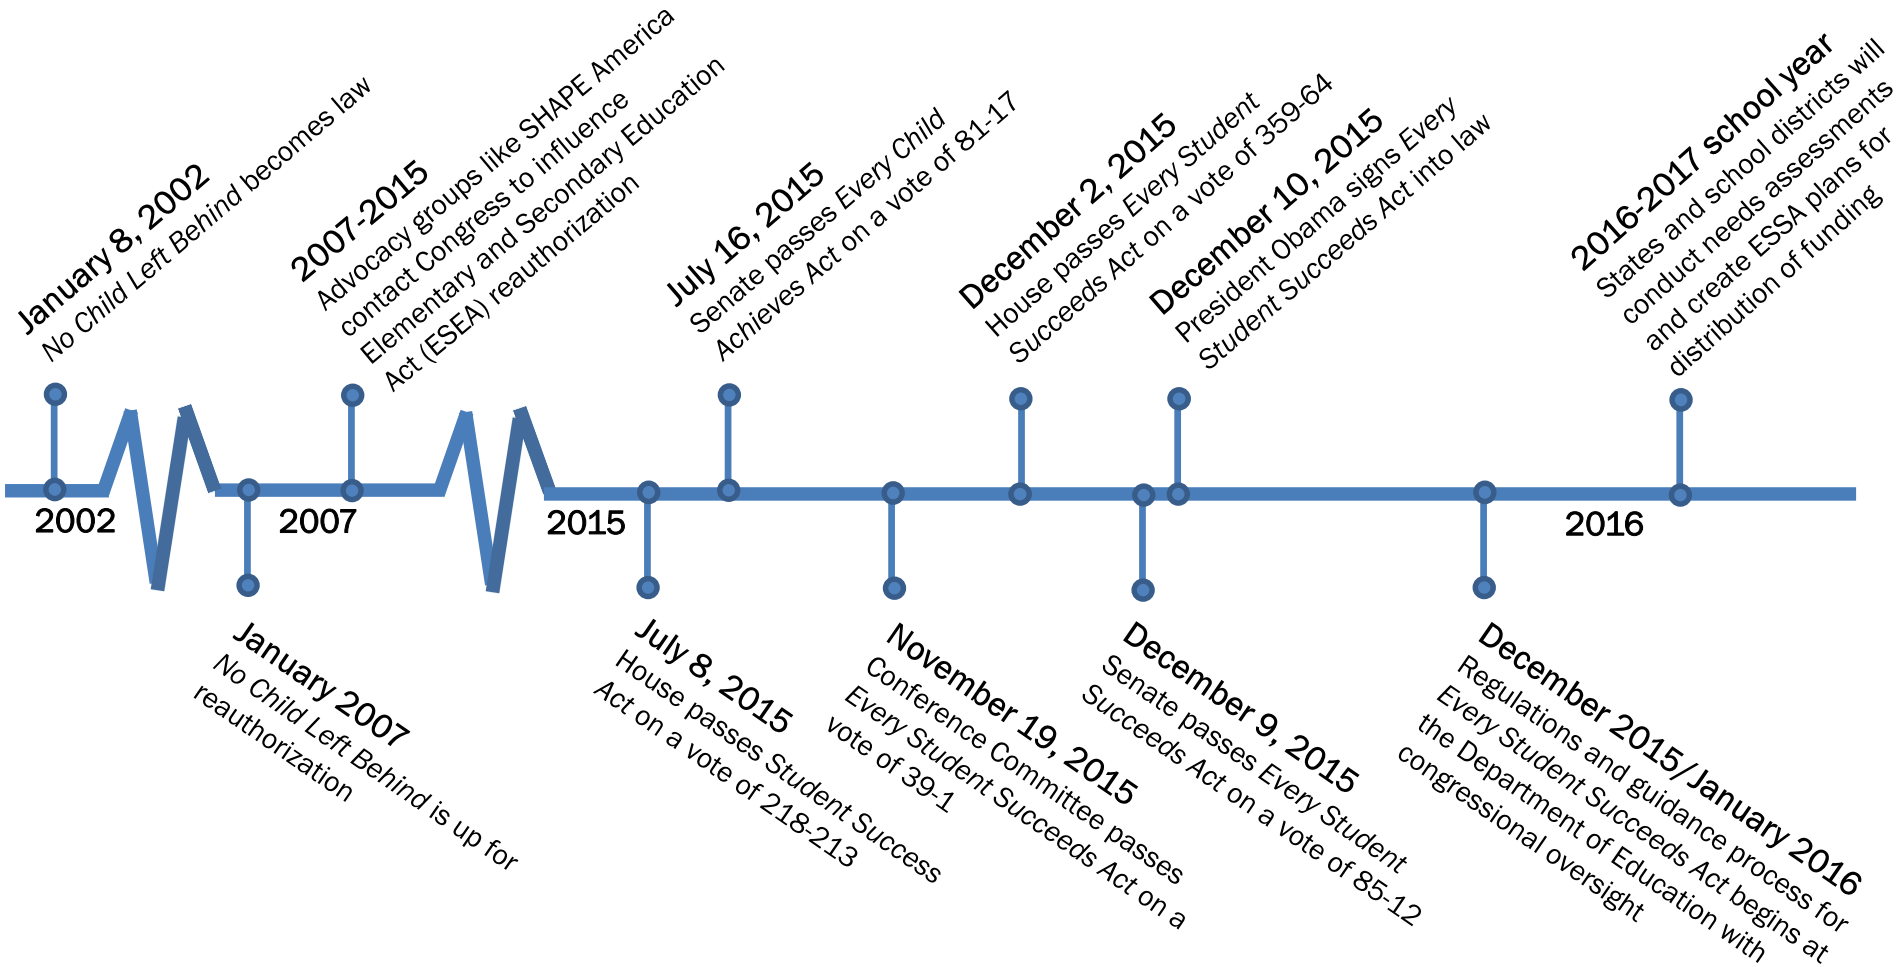 January 8, 2002
No Child Left Behind becomes law
2007-2015
Advocacy groups like SHAPE America
contact Congress to influence
Elementary and Secondary Education
Act (ESEA) reauthorization
July 16, 2015
Senate passes Every Child
Achieves Act on a vote of 81-17
December 2, 2015
House passes Every Student
Succeeds Act on a vote of 359-64
December 10, 2015
President Obama signs Every
Student Succeeds Act into law
2016-2017 school year
States and school districts will
conduct needs assessments
and create ESSA plans for
distribution of funding
2002
2007
2015
2016
January 2007
No Child Left Behind is up for
reauthorization
July 8, 2015
House passes Student Success
Act on a vote of 218-213
November 19, 2015
Conference Committee passes
Every Student Succeeds Act on a
vote of 39-1
December 9, 2015
Senate passes Every Student
Succeeds Act on a vote of 85-12
December 2015/January 2016
Regulations and guidance process for
Every Student Succeeds Act begins at
the Department of Education with
congressional oversight